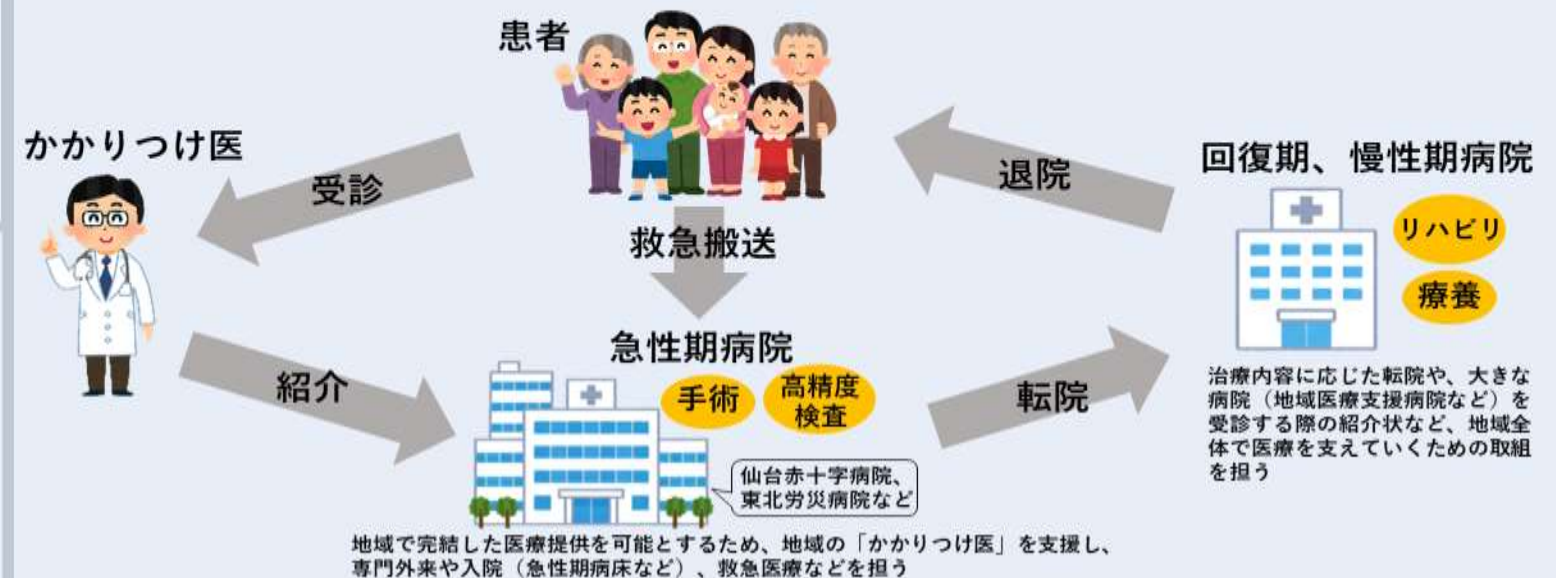 患者
かかりつけ医
受診
退院
回復期、慢性期病院
リハビリ
療養
救急搬送
急性期病院
手術
高精度
検査
紹介
転院
仙台赤十字病院、
東北労災病院など
治療内容に応じた転院や、大きな
病院（地域医療支援病院など）を
受診する際の紹介状など、地域全
体で医療を支えていくための取組
を担う
地域で完結した医療提供を可能とするため、地域の「かかりつけ医」を支援し、
専門外来や入院（急性期病床など）、救急医療などを担う